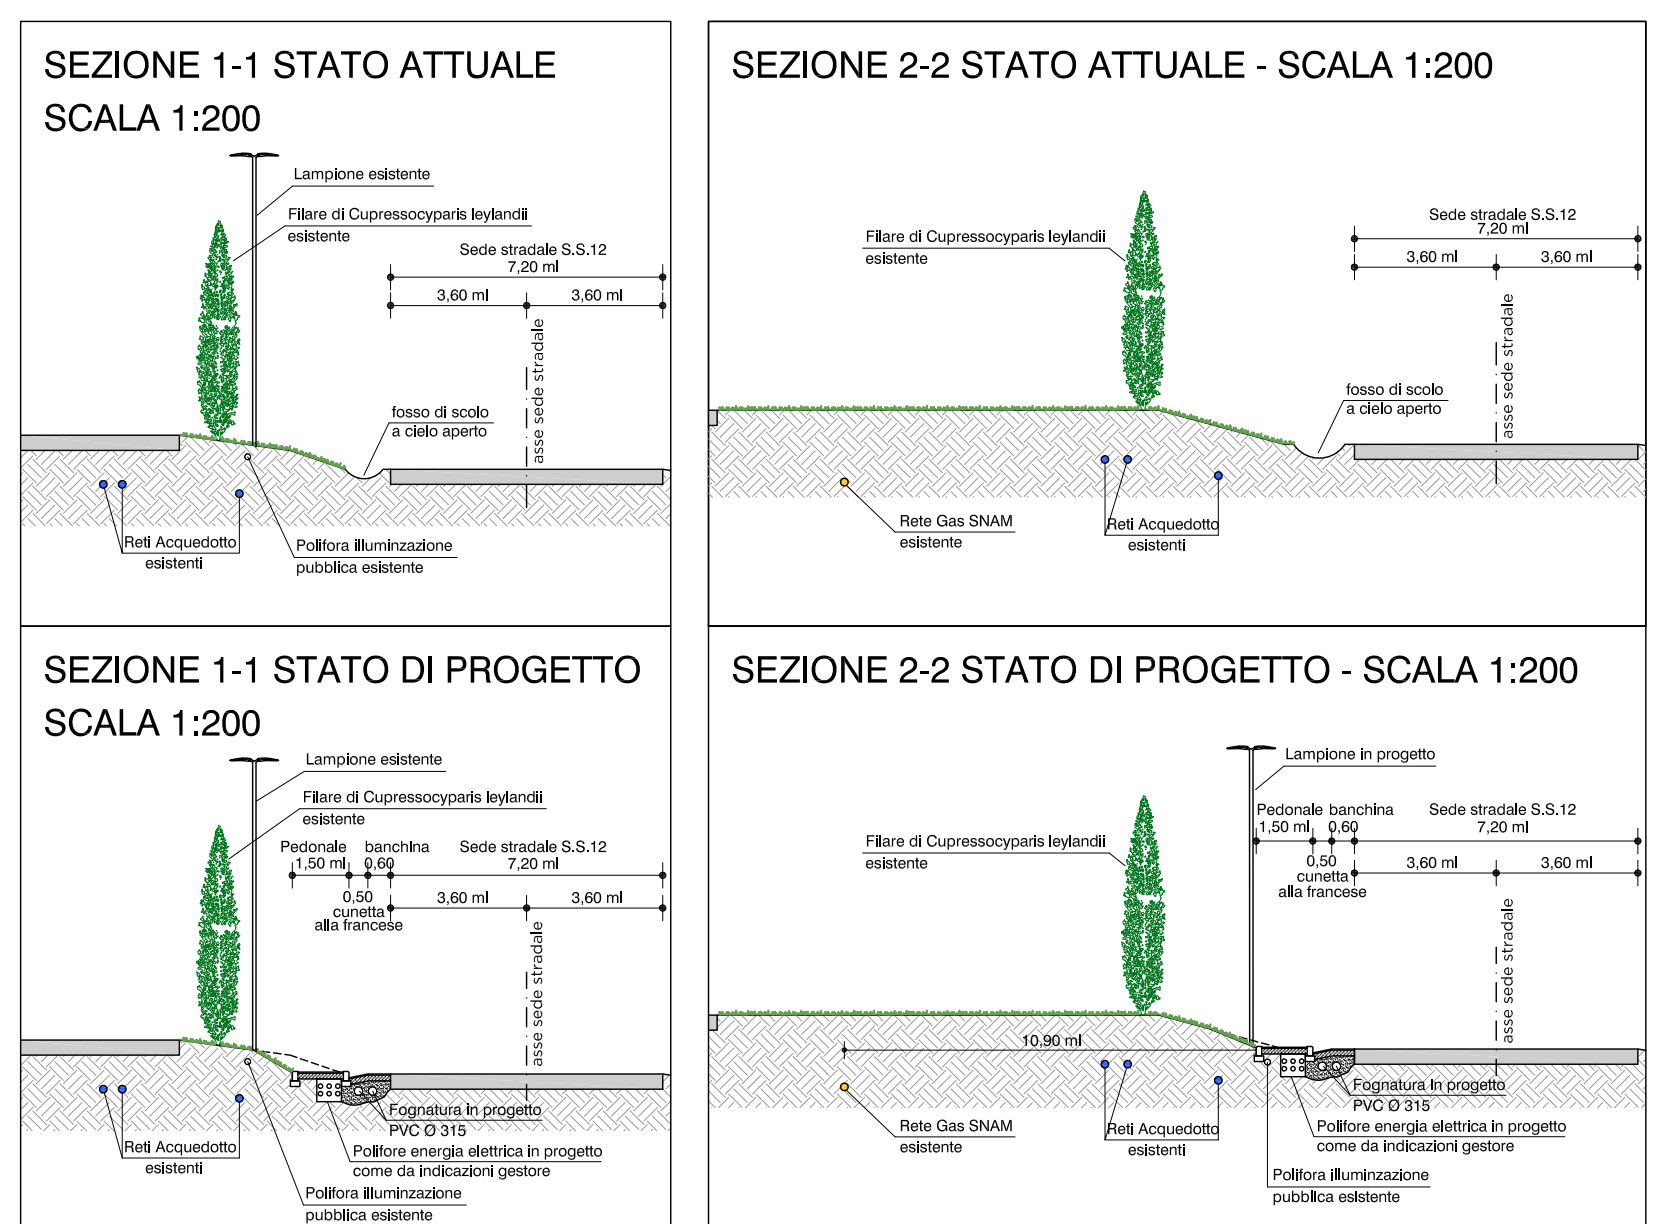 SEZIONE 1-1 STATO ATTUALE
SCALA 1:200
Lampione esistente
Filare di Cupressocyparis leylandii
esistente
Sede stradale S.S.12
7,20 ml
3,60 ml
3,60 ml
asse sede stradale
fosso di scolo
a cielo aperto
Reti Acquedotto
esistenti
Polifora illuminzazione
pubblica esistente
SEZIONE 2-2 STATO ATTUALE - SCALA 1:200
Filare di Cupressocyparis leylandii
esistente
Sede stradale S.S.12
7,20 ml
3,60 ml
3,60 ml
asse sede stradale
fosso di scolo
a cielo aperto
Rete Gas SNAM
esistente
Reti Acquedotto
esistenti
SEZIONE 1-1 STATO DI PROGETTO
SCALA 1:200
Lampione esistente
Filare di Cupressocyparis leylandii
esistente
Pedonale
1,50 ml
banchina
0,60
Sede stradale S.S.12
7,20 ml
0,50
cunetta
alla francese
3,60 ml
3,60 ml
asse sede stradale
Fognatura in progetto
PVC Ø 315
Reti Acquedotto
esistenti
Polifore energia elettrica in progetto
come da indicazioni gestore
Polifora illuminzazione
pubblica esistente
SEZIONE 2-2 STATO DI PROGETTO - SCALA 1:200
Lampione in progetto
Filare di Cupressocyparis leylandii
esistente
Pedonale
1,50 ml
banchina
0,60
Sede stradale S.S.12
7,20 ml
0,50
cunetta
alla francese
3,60 ml
3,60 ml
asse sede stradale
10,90 ml
Rete Gas SNAM
esistente
Reti Acquedotto
esistenti
Fognatura in progetto
PVC Ø 315
Polifore energia elettrica in progetto
come da indicazioni gestore
Polifora illuminzazione
pubblica esistente